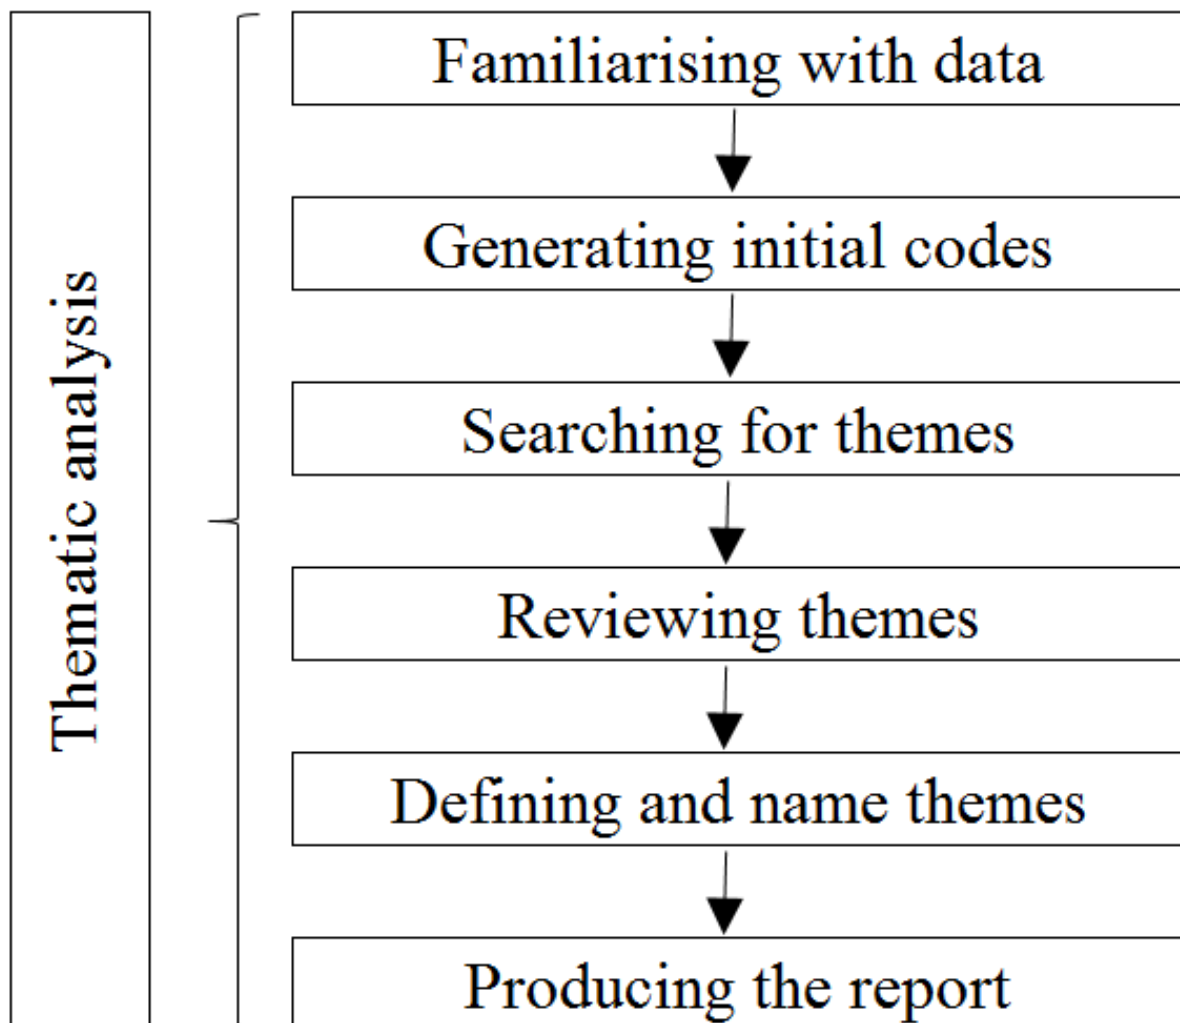 Thematic analysis
Familiarising with data
Generating initial codes
Searching for themes
Reviewing themes
Defining and name themes
Producing the report